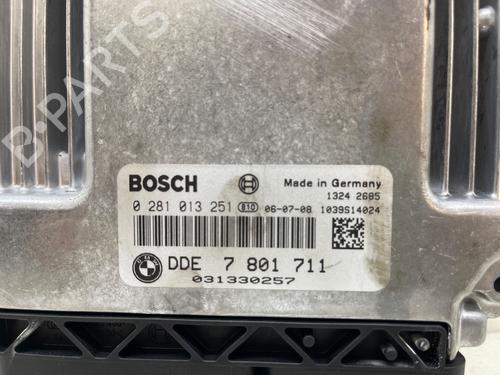 B-PARTS
BOSCH
Made in Germany
1324 2685
0 281 013 251 B10 06-07-08 1039S14024
DDE 7 801 711
031330257